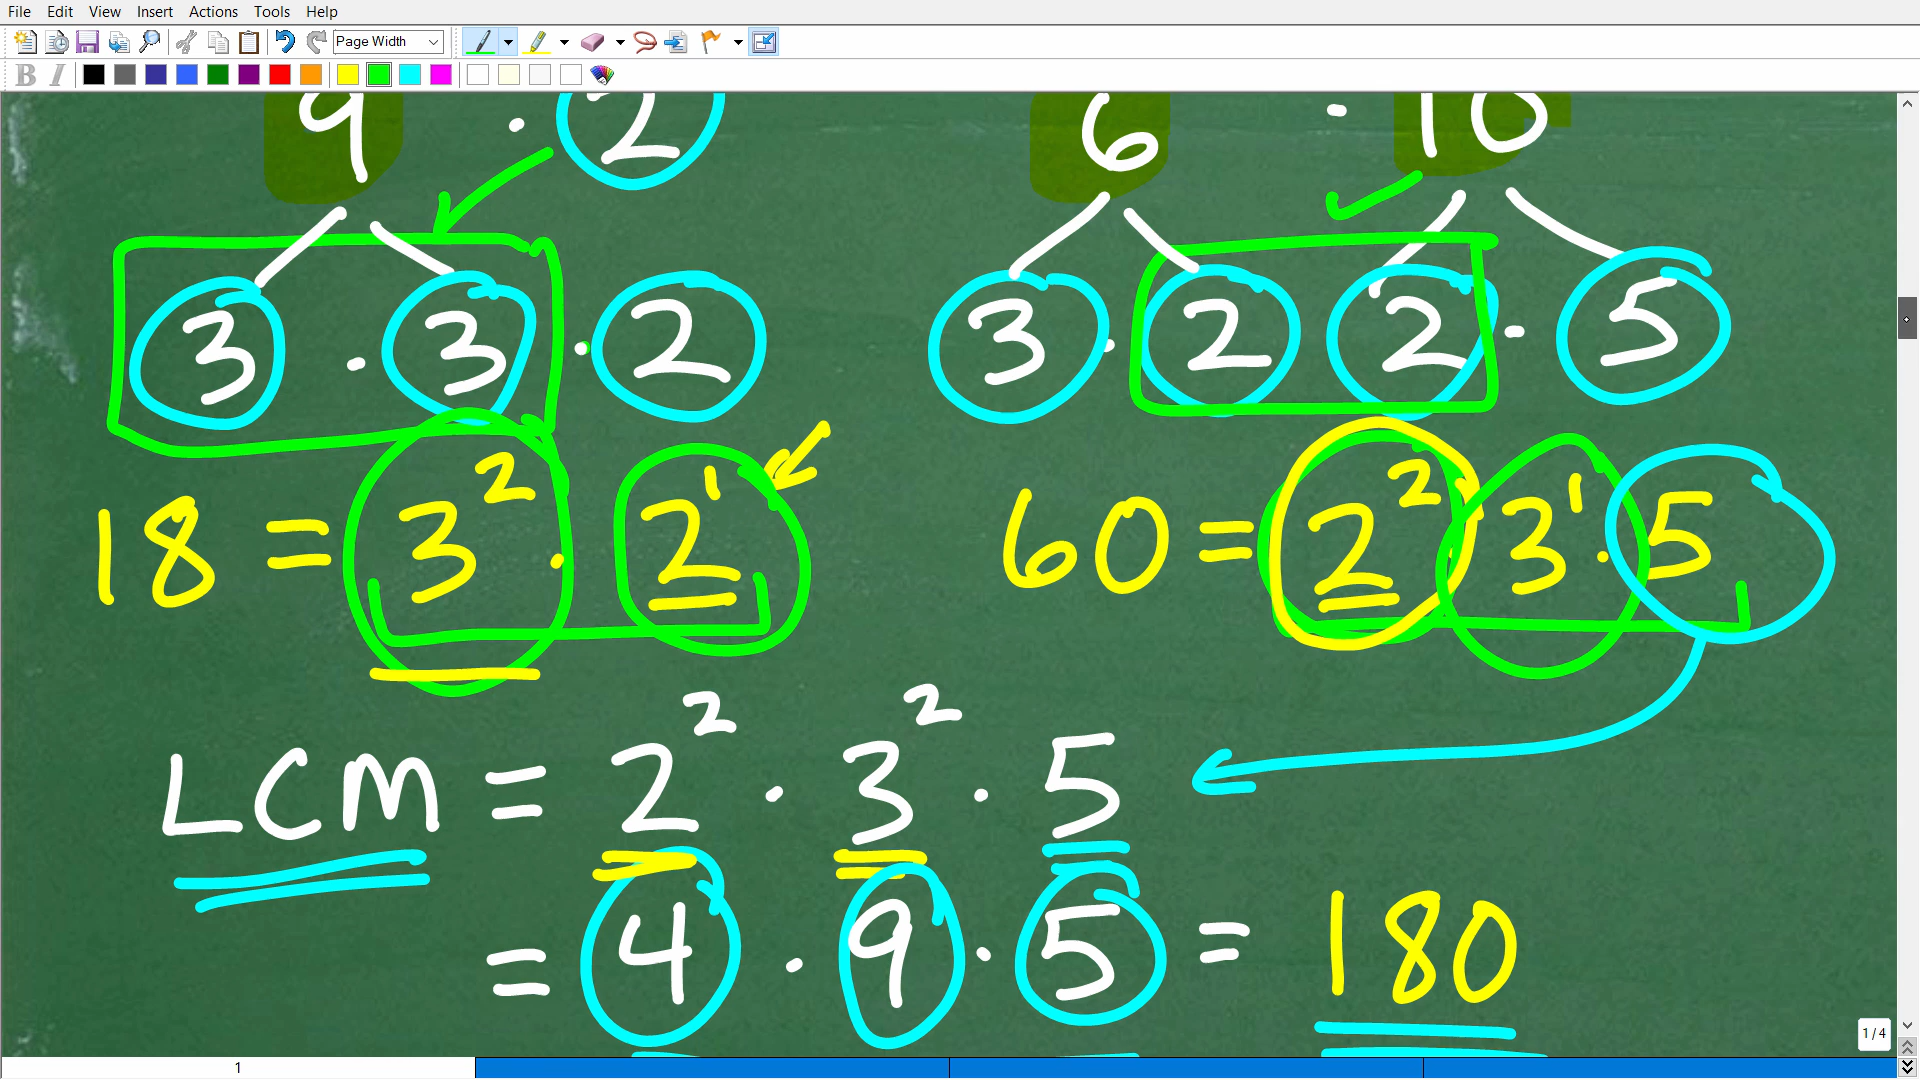 File Edit View Insert Actions Tools Help
Page Width
B I
9 · 2 6 · 10
3 · 3 · 2 3 · 2 2 · 5
18 = 3² · 2¹ 60 = 2² 3¹ · 5
LCM = 2² · 3² · 5
= 4 · 9 · 5 = 180
1 / 4
1